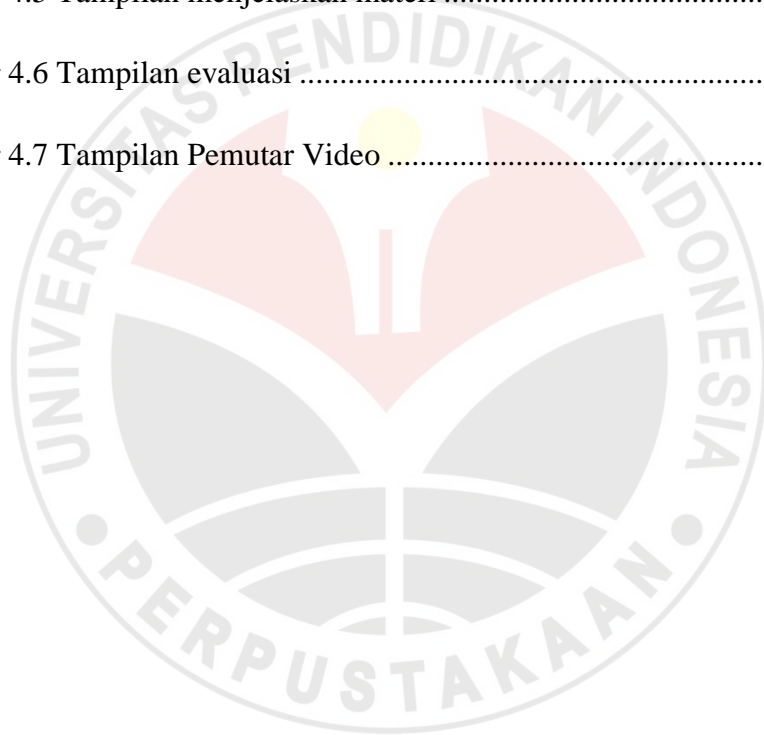 4.6 Tampilan evaluasi ..........................................................
4.7 Tampilan Pemutar Video ...............................................
UNIVERSITAS PENDIDIKAN INDONESIA
PERPUSTAKAAN